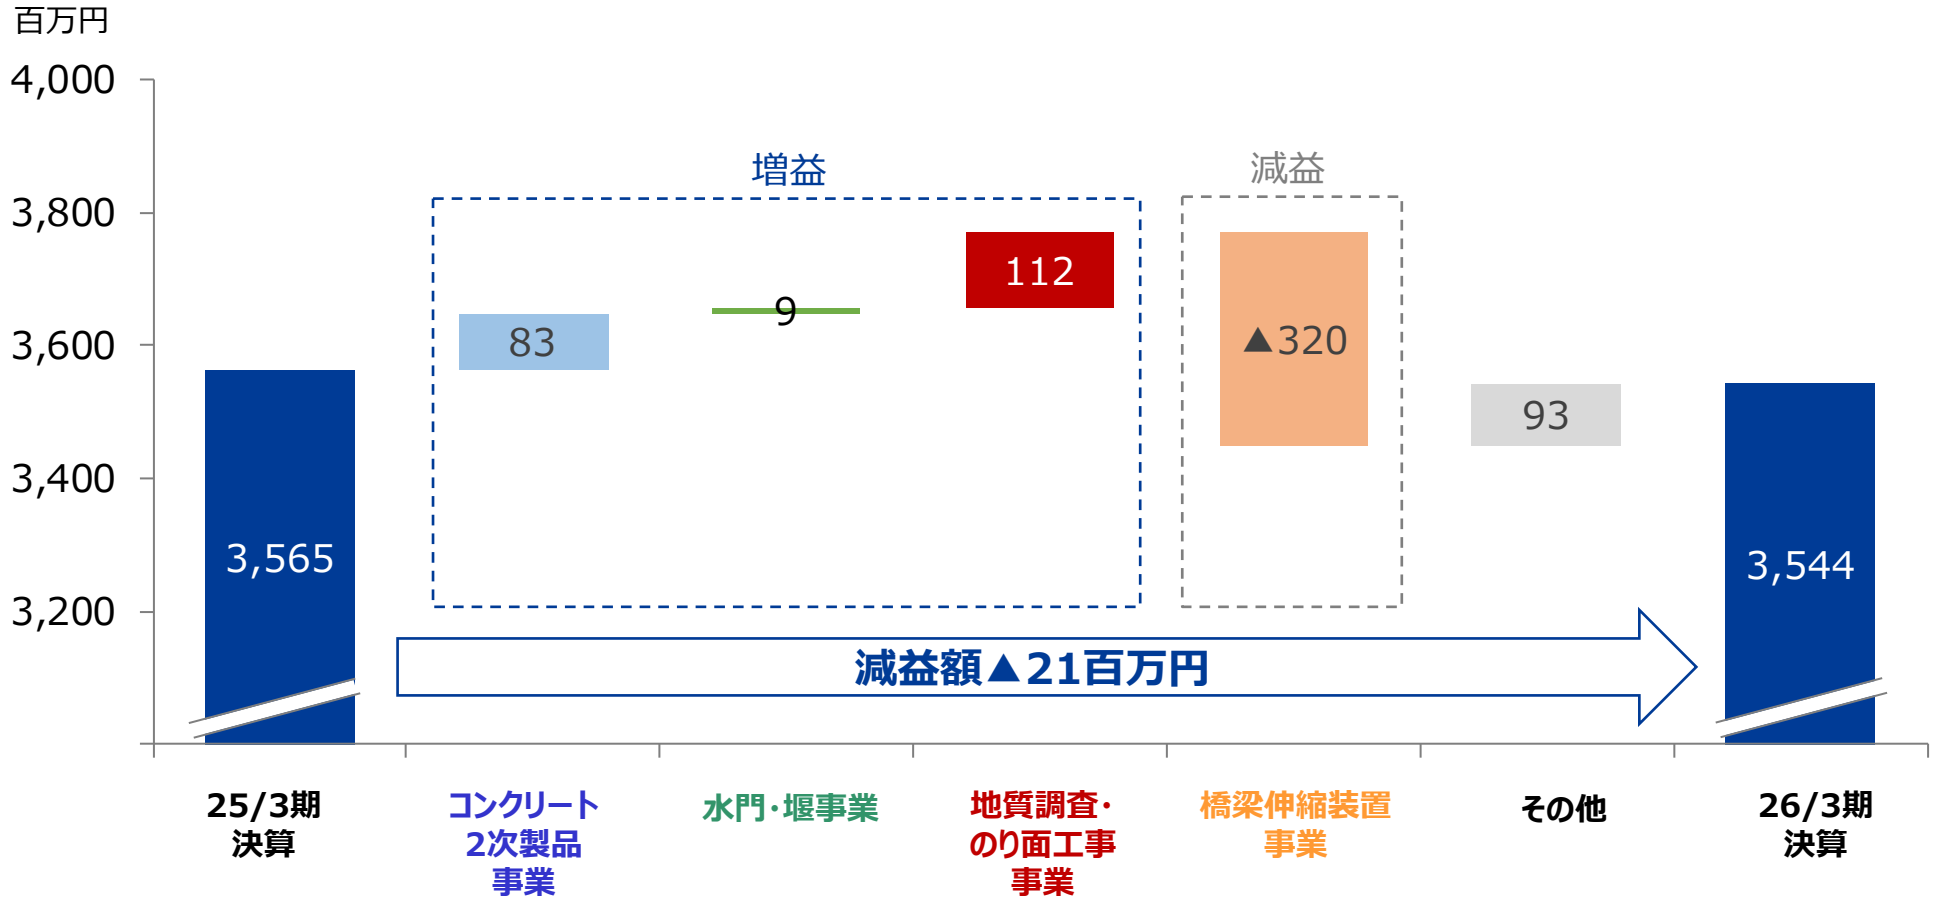 百万円
4,000
3,800
3,600
3,400
3,200
増益
減益
3,565
83
9
112
▲320
93
3,544
減益額▲21百万円
25/3期
決算
コンクリート
2次製品
事業
水門・堰事業
地質調査・
のり面工事
事業
橋梁伸縮装置
事業
その他
26/3期
決算